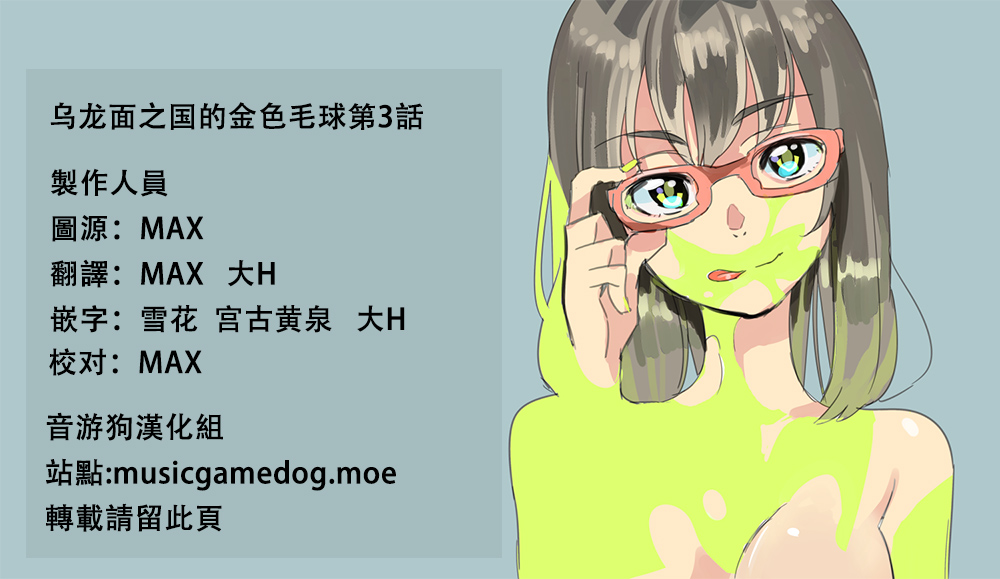 乌龙面之国的金色毛球第3話
製作人員
圖源：MAX
翻譯：MAX 大H
嵌字：雪花 宫古黄泉 大H
校对：MAX
音游狗漢化組
站點:musicgamedog.moe
轉載請留此頁